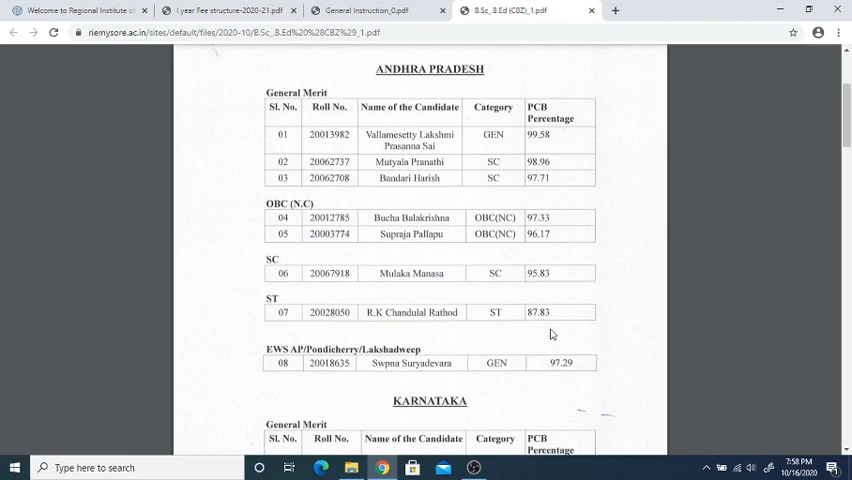 Welcome to Regional Institute of
I year Fee structure-2020-21.pdf
General Instruction_0.pdf
B.Sc_.B.Ed (CBZ)_1.pdf
riemysore.ac.in/sites/default/files/2020-10/B.Sc_.B.Ed%20%28CBZ%29_1.pdf
ANDHRA PRADESH
General Merit
Sl. No. Roll No. Name of the Candidate Category PCB Percentage
01 20013982 Vallamesetty Lakshmi Prasanna Sai GEN 99.58
02 20062737 Mutyala Pranathi SC 98.96
03 20062708 Bandari Harish SC 97.71
OBC (N.C)
04 20012785 Bucha Balakrishna OBC(NC) 97.33
05 20003774 Supraja Pallapu OBC(NC) 96.17
SC
06 20067918 Mulaka Manasa SC 95.83
ST
07 20028050 R.K Chandulal Rathod ST 87.83
EWS AP/Pondicherry/Lakshadweep
08 20018635 Swpna Suryadevara GEN 97.29
KARNATAKA
General Merit
Sl. No. Roll No. Name of the Candidate Category PCB Percentage
Type here to search
7:58 PM
10/16/2020